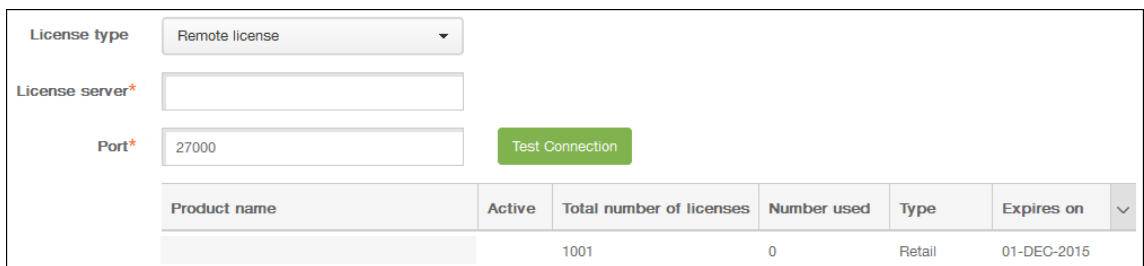 License type Remote license
License server*
Port* 27000 Test Connection
Product name Active Total number of licenses Number used Type Expires on
1001 0 Retail 01-DEC-2015